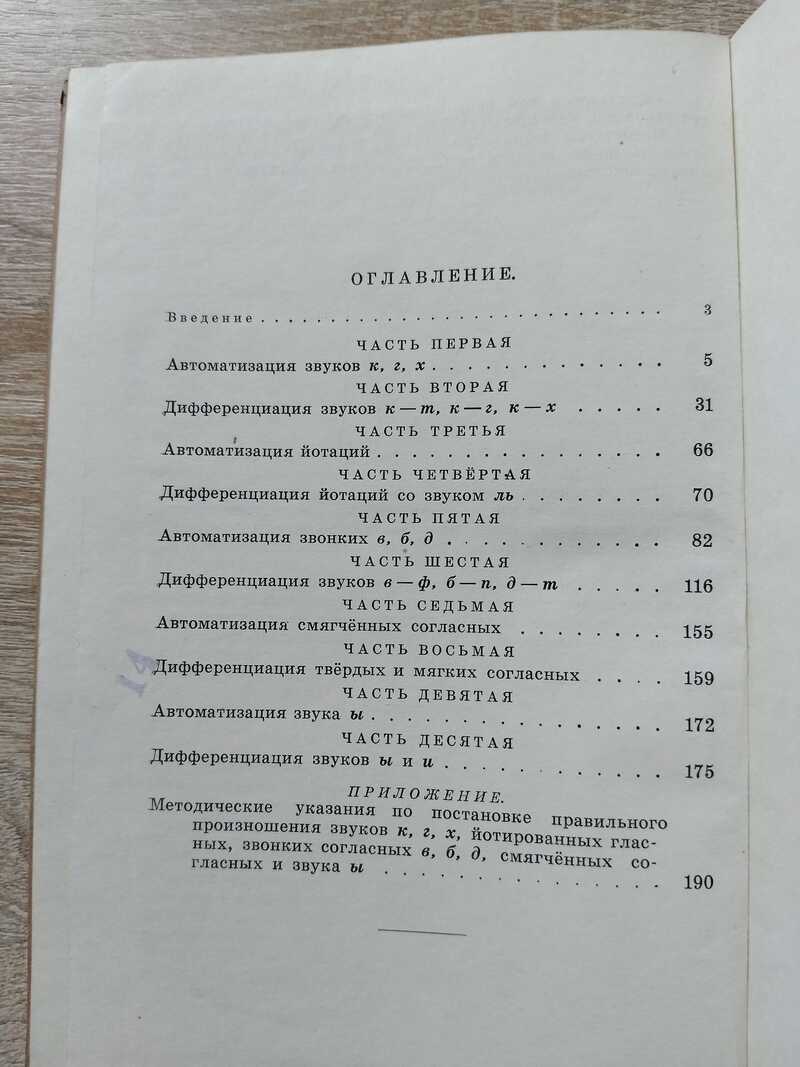 ОГЛАВЛЕНИЕ.
Введение . . . . . . . . . . . . . . . . . . . . . . . . . . . . . 3
ЧАСТЬ ПЕРВАЯ
Автоматизация звуков к, г, х . . . . . . . . . . . . . . . 5
ЧАСТЬ ВТОРАЯ
Дифференциация звуков к — т, к — г, к — х . . . . . 31
ЧАСТЬ ТРЕТЬЯ
Автоматизация йотаций . . . . . . . . . . . . . . . . 66
ЧАСТЬ ЧЕТВЁРТАЯ
Дифференциация йотаций со звуком ль . . . . . . . . 70
ЧАСТЬ ПЯТАЯ
Автоматизация звонких в, б, д . . . . . . . . . . . . 82
ЧАСТЬ ШЕСТАЯ
Дифференциация звуков в — ф, б — п, д — т . . . . . 116
ЧАСТЬ СЕДЬМАЯ
Автоматизация смягчённых согласных . . . . . . . . 155
ЧАСТЬ ВОСЬМАЯ
Дифференциация твёрдых и мягких согласных . . . . 159
ЧАСТЬ ДЕВЯТАЯ
Автоматизация звука ы . . . . . . . . . . . . . . . . 172
ЧАСТЬ ДЕСЯТАЯ
Дифференциация звуков ы и и . . . . . . . . . . . . 175
ПРИЛОЖЕНИЕ.
Методические указания по постановке правильного
произношения звуков к, г, х, йотированных глас-
ных, звонких согласных в, б, д, смягчённых со-
гласных и звука ы . . . . . . . . . . . . . . . . 190
14